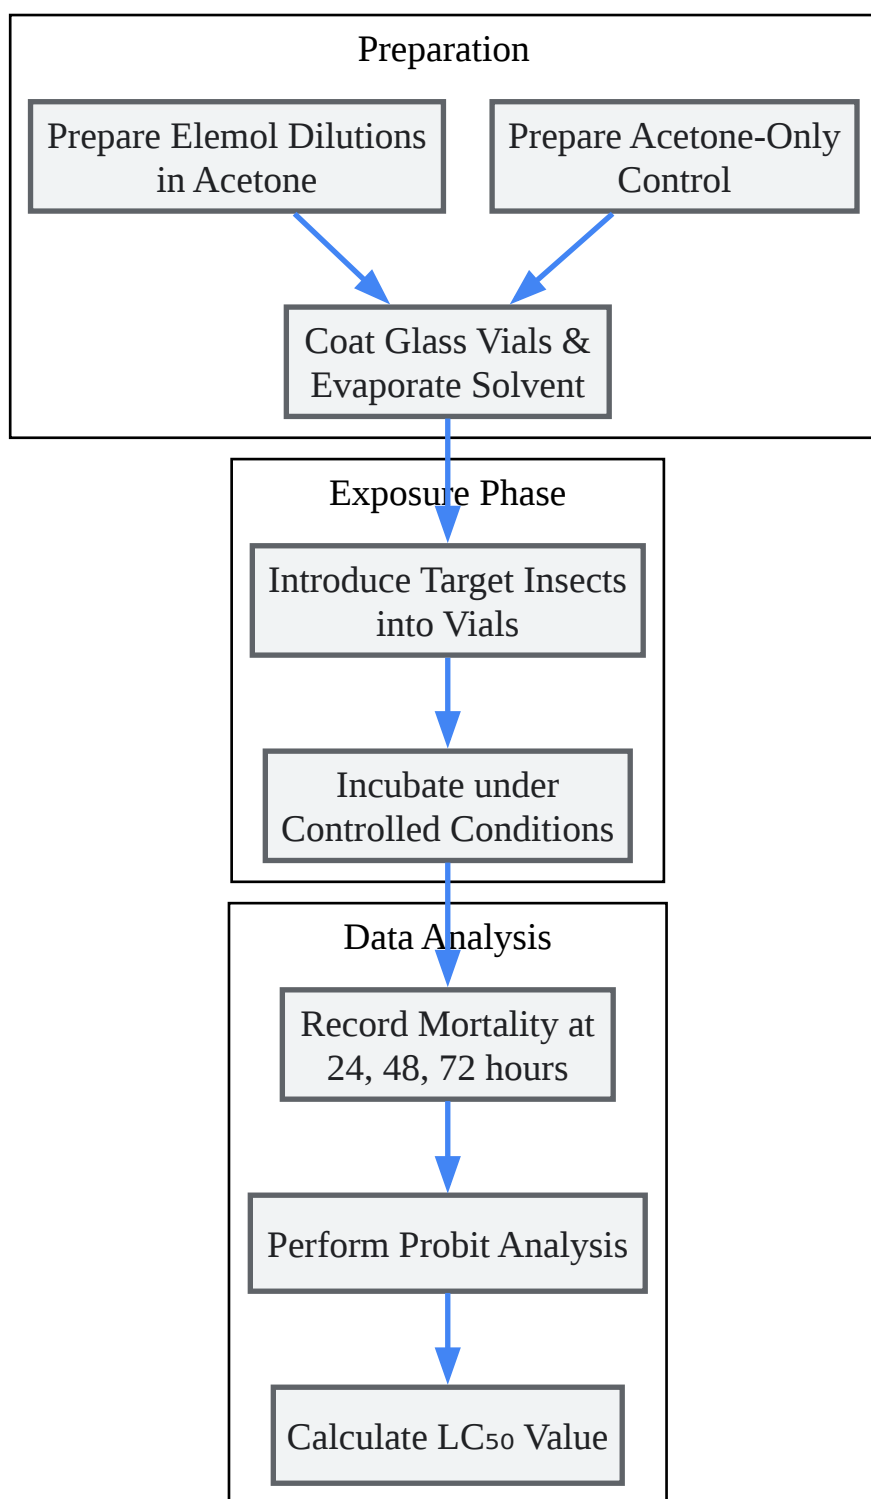 Preparation
Prepare Elemol Dilutions
in Acetone
Prepare Acetone-Only
Control
Coat Glass Vials &
Evaporate Solvent
Exposure Phase
Introduce Target Insects
into Vials
Incubate under
Controlled Conditions
Data Analysis
Record Mortality at
24, 48, 72 hours
Perform Probit Analysis
Calculate LC₅₀ Value